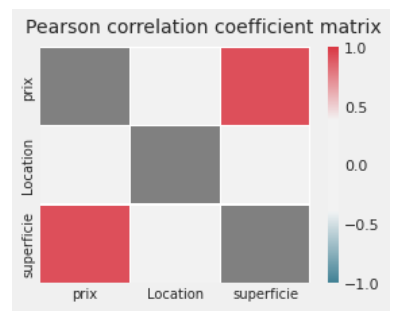 Pearson correlation coefficient matrix
prix
Location
superficie
prix Location superficie
1.0
0.5
0.0
−0.5
−1.0